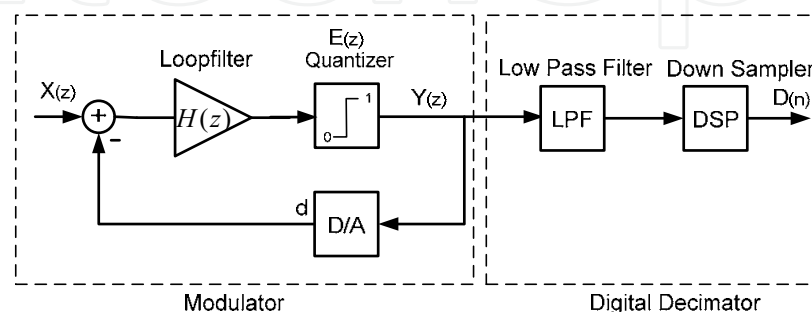 E(z)
Loopfilter
Quantizer
Low Pass Filter
Down Sampler
X(z)
D(n)
+
-
H(z)
1
0
Y(z)
LPF
DSP
d
D/A
Modulator
Digital Decimator